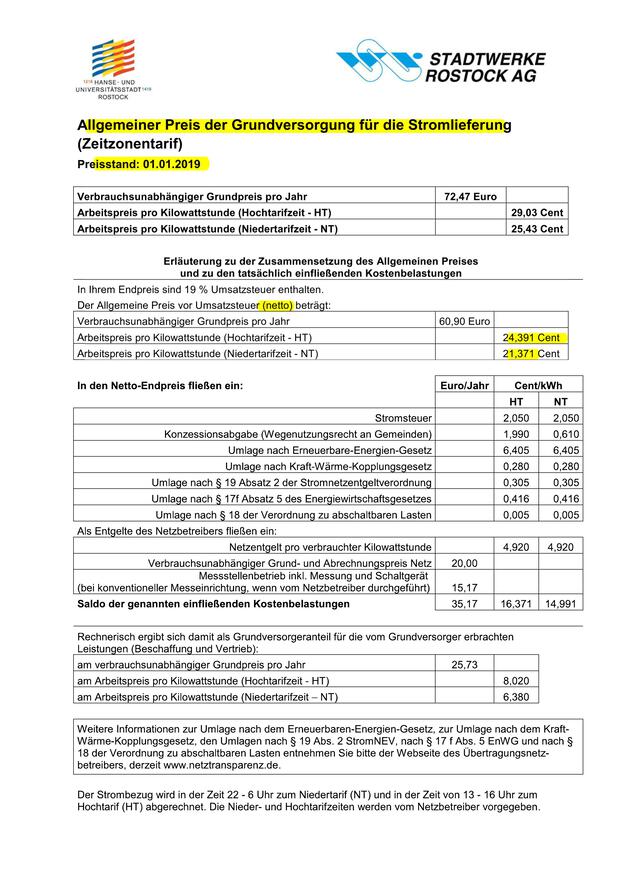 1218 HANSE- UND
UNIVERSITÄTSSTADT 1419
ROSTOCK
STADTWERKE
ROSTOCK AG
Allgemeiner Preis der Grundversorgung für die Stromlieferung
(Zeitzonentarif)
Preisstand: 01.01.2019
Verbrauchsunabhängiger Grundpreis pro Jahr 72,47 Euro
Arbeitspreis pro Kilowattstunde (Hochtarifzeit - HT) 29,03 Cent
Arbeitspreis pro Kilowattstunde (Niedertarifzeit - NT) 25,43 Cent
Erläuterung zu der Zusammensetzung des Allgemeinen Preises
und zu den tatsächlich einfließenden Kostenbelastungen
In Ihrem Endpreis sind 19 % Umsatzsteuer enthalten.
Der Allgemeine Preis vor Umsatzsteuer (netto) beträgt:
Verbrauchsunabhängiger Grundpreis pro Jahr 60,90 Euro
Arbeitspreis pro Kilowattstunde (Hochtarifzeit - HT) 24,391 Cent
Arbeitspreis pro Kilowattstunde (Niedertarifzeit - NT) 21,371 Cent
In den Netto-Endpreis fließen ein: Euro/Jahr Cent/kWh
HT NT
Stromsteuer 2,050 2,050
Konzessionsabgabe (Wegenutzungsrecht an Gemeinden) 1,990 0,610
Umlage nach Erneuerbare-Energien-Gesetz 6,405 6,405
Umlage nach Kraft-Wärme-Kopplungsgesetz 0,280 0,280
Umlage nach § 19 Absatz 2 der Stromnetzentgeltverordnung 0,305 0,305
Umlage nach § 17f Absatz 5 des Energiewirtschaftsgesetzes 0,416 0,416
Umlage nach § 18 der Verordnung zu abschaltbaren Lasten 0,005 0,005
Als Entgelte des Netzbetreibers fließen ein:
Netzentgelt pro verbrauchter Kilowattstunde 4,920 4,920
Verbrauchsunabhängiger Grund- und Abrechnungspreis Netz 20,00
Messstellenbetrieb inkl. Messung und Schaltgerät
(bei konventioneller Messeinrichtung, wenn vom Netzbetreiber durchgeführt) 15,17
Saldo der genannten einfließenden Kostenbelastungen 35,17 16,371 14,991
Rechnerisch ergibt sich damit als Grundversorgeranteil für die vom Grundversorger erbrachten
Leistungen (Beschaffung und Vertrieb):
am verbrauchsunabhängiger Grundpreis pro Jahr 25,73
am Arbeitspreis pro Kilowattstunde (Hochtarifzeit - HT) 8,020
am Arbeitspreis pro Kilowattstunde (Niedertarifzeit – NT) 6,380
Weitere Informationen zur Umlage nach dem Erneuerbaren-Energien-Gesetz, zur Umlage nach dem Kraft-
Wärme-Kopplungsgesetz, den Umlagen nach § 19 Abs. 2 StromNEV, nach § 17 f Abs. 5 EnWG und nach §
18 der Verordnung zu abschaltbaren Lasten entnehmen Sie bitte der Webseite des Übertragungsnetz-
betreibers, derzeit www.netztransparenz.de.
Der Strombezug wird in der Zeit 22 - 6 Uhr zum Niedertarif (NT) und in der Zeit von 13 - 16 Uhr zum
Hochtarif (HT) abgerechnet. Die Nieder- und Hochtarifzeiten werden vom Netzbetreiber vorgegeben.